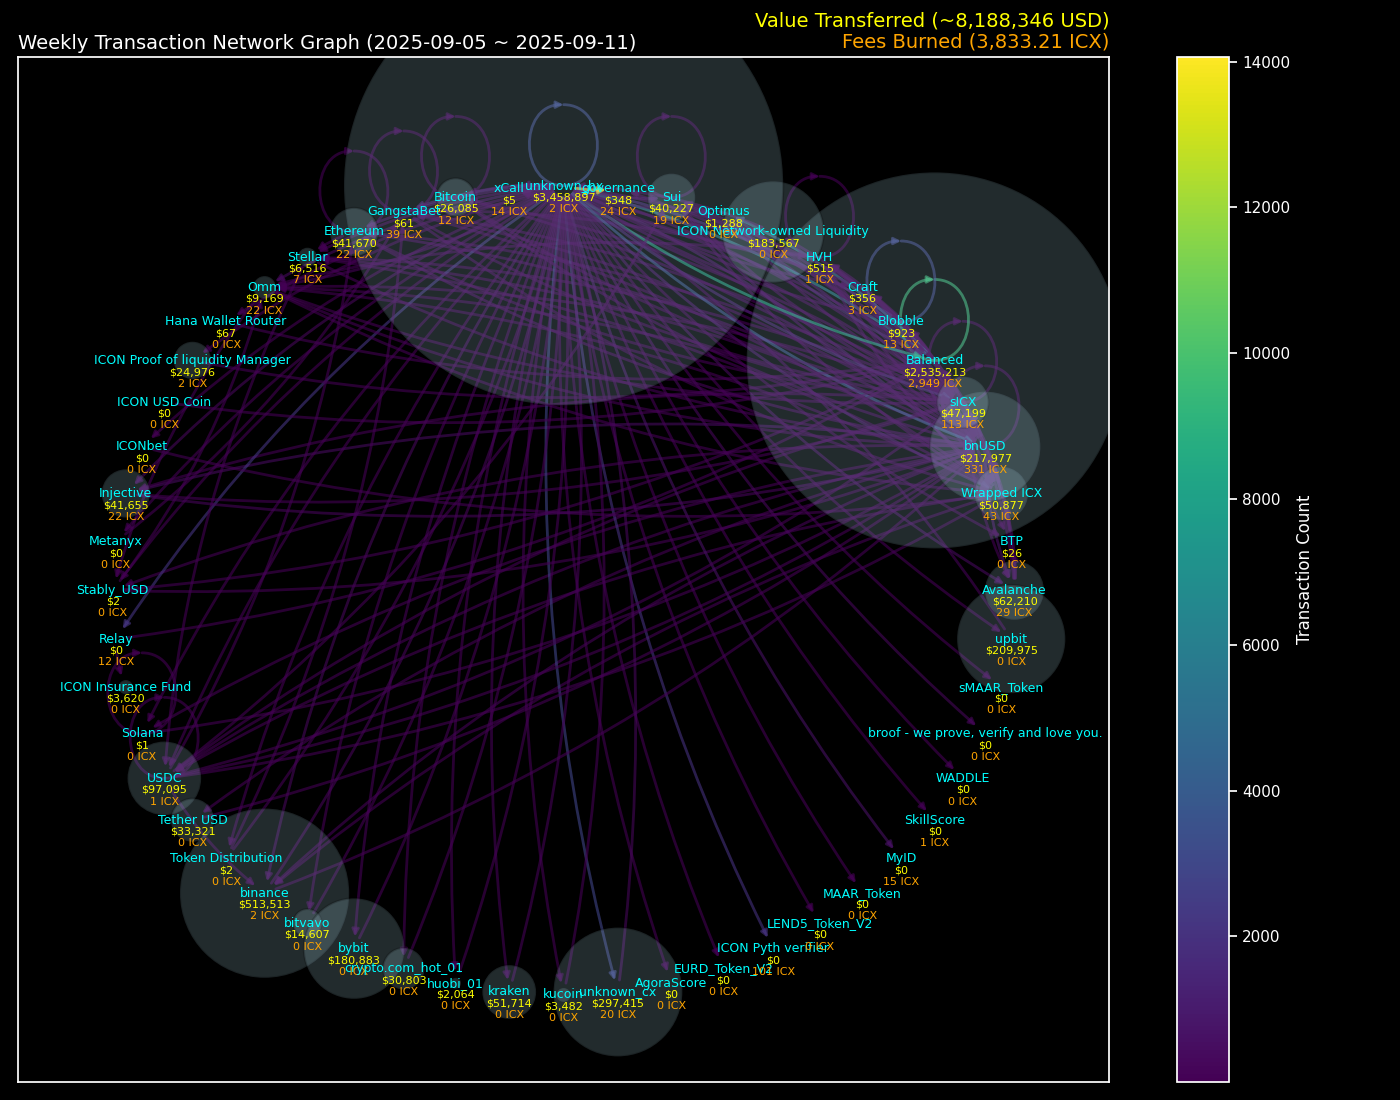 Value Transferred (~8,188,346 USD)
Weekly Transaction Network Graph (2025-09-05 ~ 2025-09-11)
Fees Burned (3,833.21 ICX)
unknown_hx
$3,458,897
2 ICX
xCall
$5
14 ICX
governance
$348
24 ICX
Bitcoin
$26,085
12 ICX
Sui
$40,227
19 ICX
GangstaBet
$61
39 ICX
Optimus
$1,288
0 ICX
Ethereum
$41,670
22 ICX
ICON Network-owned Liquidity
$183,567
0 ICX
Stellar
$6,516
7 ICX
HVH
$515
1 ICX
Omm
$9,169
22 ICX
Craft
$356
3 ICX
Hana Wallet Router
$67
0 ICX
Blobble
$923
13 ICX
ICON Proof of liquidity Manager
$24,976
2 ICX
Balanced
$2,535,213
2,949 ICX
ICON USD Coin
$0
0 ICX
sICX
$47,199
113 ICX
ICONbet
$0
0 ICX
bnUSD
$217,977
331 ICX
Injective
$41,655
22 ICX
Wrapped ICX
$50,877
43 ICX
Metanyx
$0
0 ICX
BTP
$26
0 ICX
Stably_USD
$2
0 ICX
Avalanche
$62,210
29 ICX
Relay
$0
12 ICX
upbit
$209,975
0 ICX
ICON Insurance Fund
$3,620
0 ICX
sMAAR_Token
$0
0 ICX
Solana
$1
0 ICX
broof - we prove, verify and love you.
$0
0 ICX
USDC
$97,095
1 ICX
WADDLE
$0
0 ICX
Tether USD
$33,321
0 ICX
SkillScore
$0
1 ICX
Token Distribution
$2
0 ICX
MyID
$0
15 ICX
binance
$513,513
2 ICX
MAAR_Token
$0
0 ICX
bitvavo
$14,607
0 ICX
LEND5_Token_V2
$0
ICX
bybit
$180,883
0 ICX
ICON Pyth verifier
$0
ICX
crypto.com_hot_01
$30,803
0 ICX
EURD_Token_V2
$0
0 ICX
huobi_01
$2,064
0 ICX
AgoraScore
$0
0 ICX
kraken
$51,714
0 ICX
kucoin
$3,482
0 ICX
unknown_cx
$297,415
20 ICX
14000
12000
10000
8000
6000
4000
2000
Transaction Count